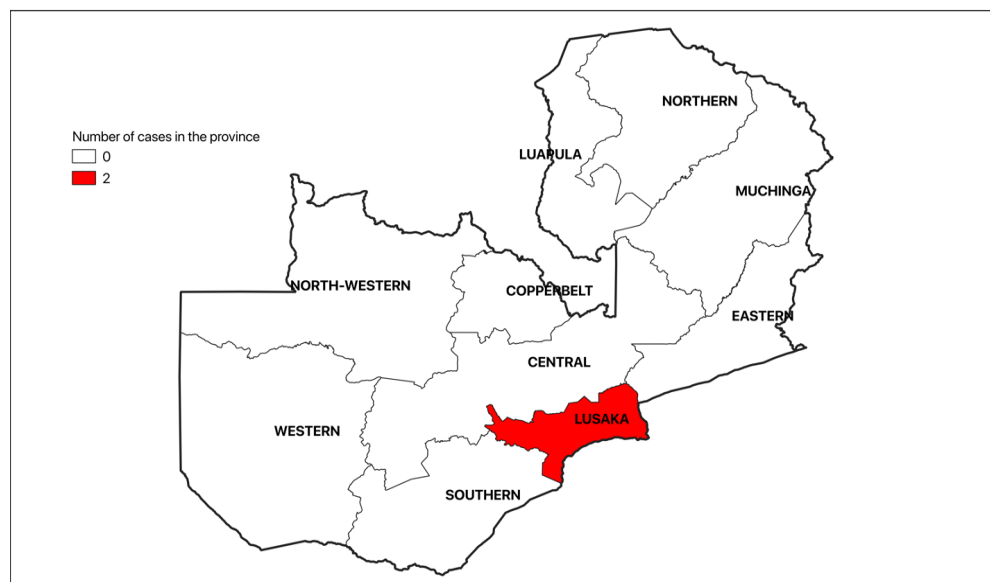 NORTHERN
Number of cases in the province
0
LUAPULA
2
MUCHINGA
NORTH-WESTERN
COPPERBELT
EASTERN
CENTRAL
LUSAKA
WESTERN
SOUTHERN